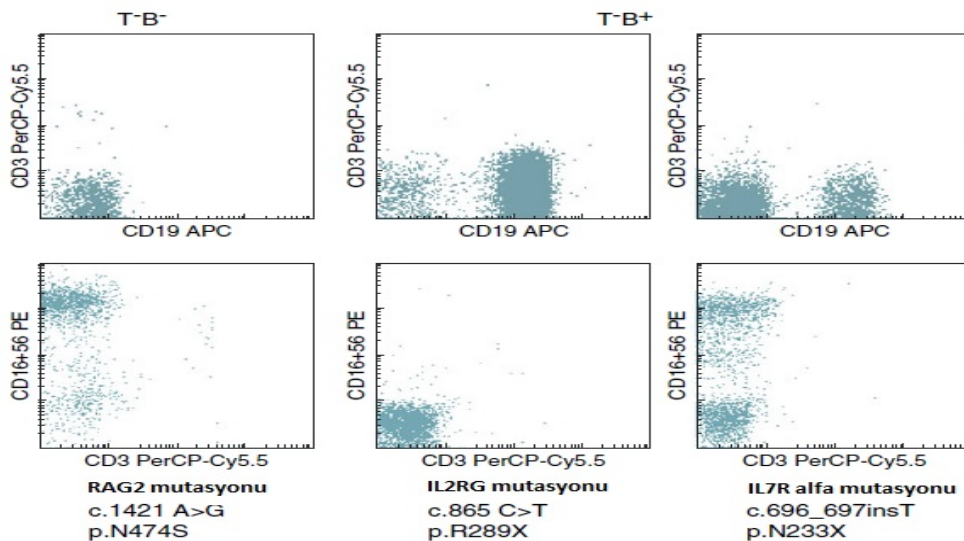 T-B-
T-B+
CD3 PerCP-Cy5.5
CD19 APC
CD3 PerCP-Cy5.5
CD19 APC
CD3 PerCP-Cy5.5
CD19 APC
CD16+56 PE
CD3 PerCP-Cy5.5
CD16+56 PE
CD3 PerCP-Cy5.5
CD16+56 PE
CD3 PerCP-Cy5.5
RAG2 mutasyonu
c.1421 A>G
p.N474S
IL2RG mutasyonu
c.865 C>T
p.R289X
IL7R alfa mutasyonu
c.696_697insT
p.N233X